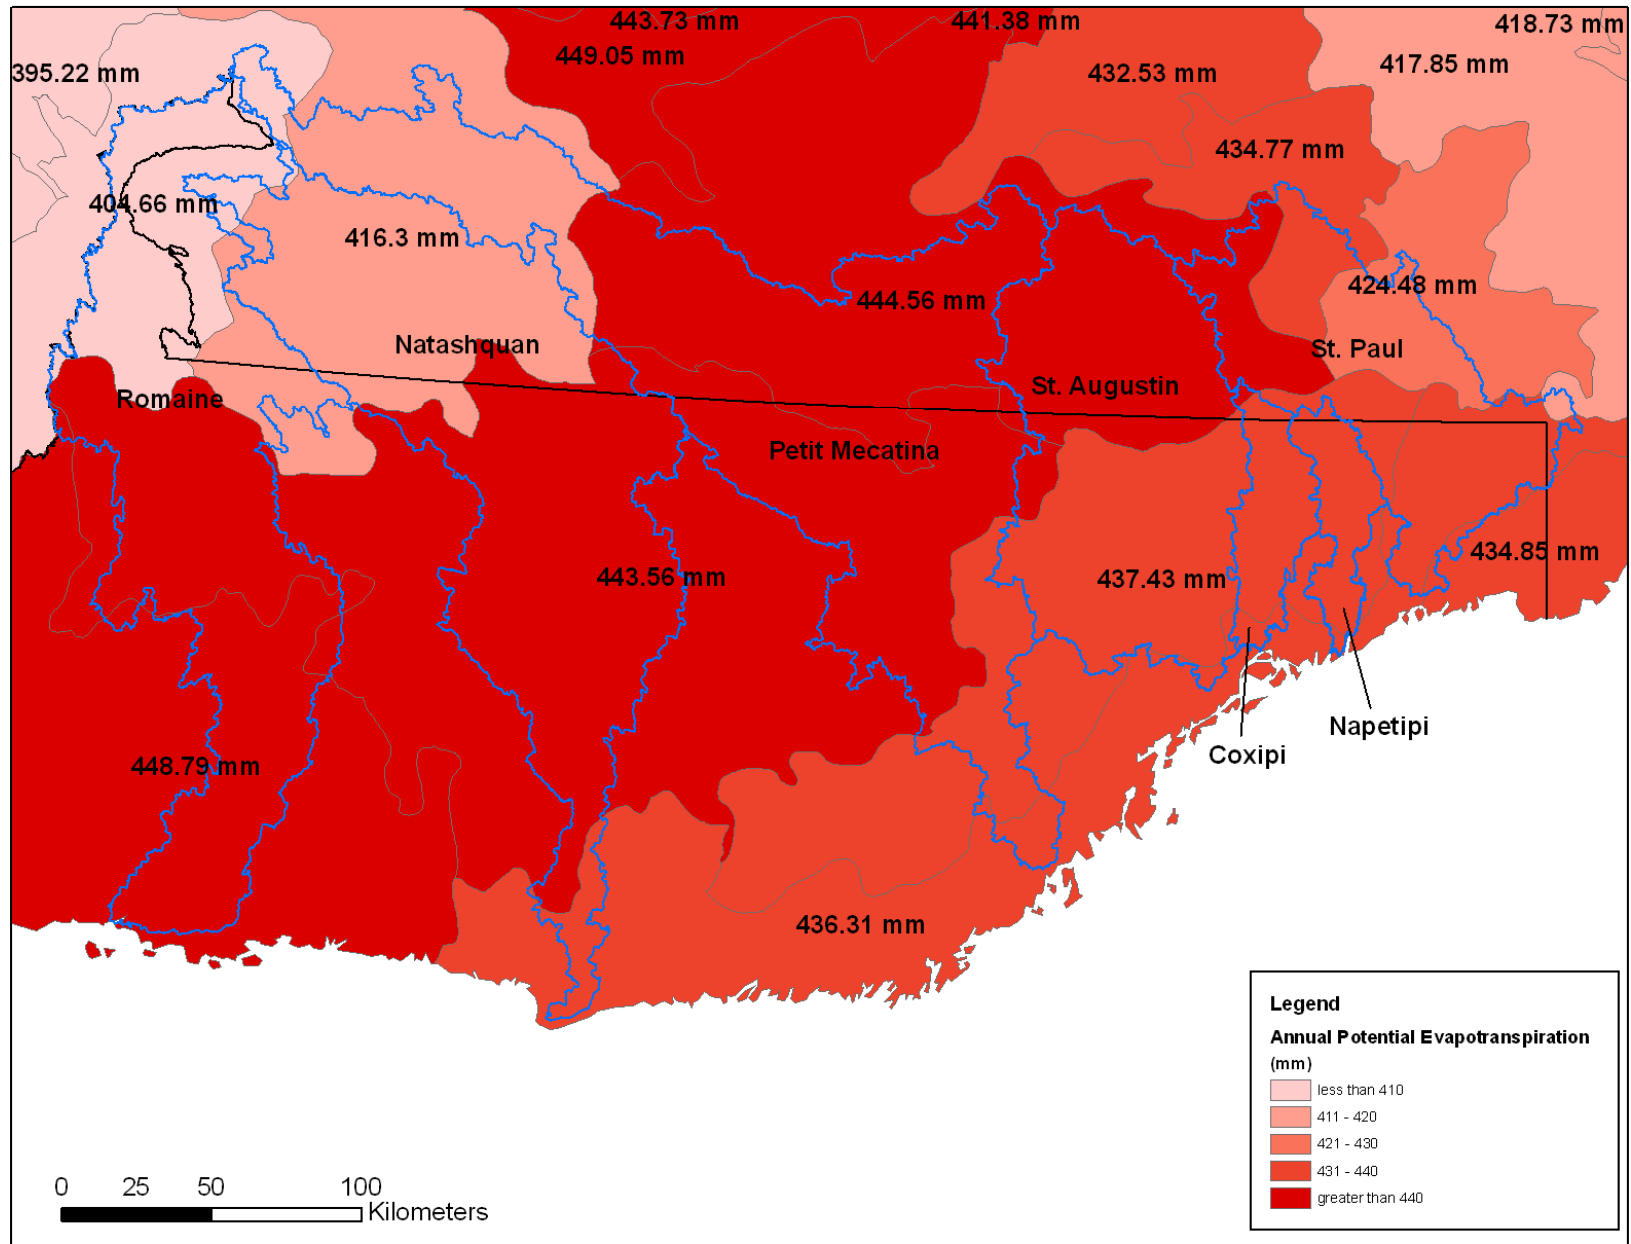 443.73 mm
441.38 mm
418.73 mm
449.05 mm
395.22 mm
432.53 mm
417.85 mm
434.77 mm
404.66 mm
416.3 mm
424.48 mm
444.56 mm
Natashquan
St. Paul
Romaine
St. Augustin
Petit Mecatina
434.85 mm
443.56 mm
437.43 mm
Napetipi
Coxipi
448.79 mm
436.31 mm
Legend
Annual Potential Evapotranspiration
(mm)
less than 410
411 - 420
421 - 430
431 - 440
greater than 440
0 25 50 100
Kilometers